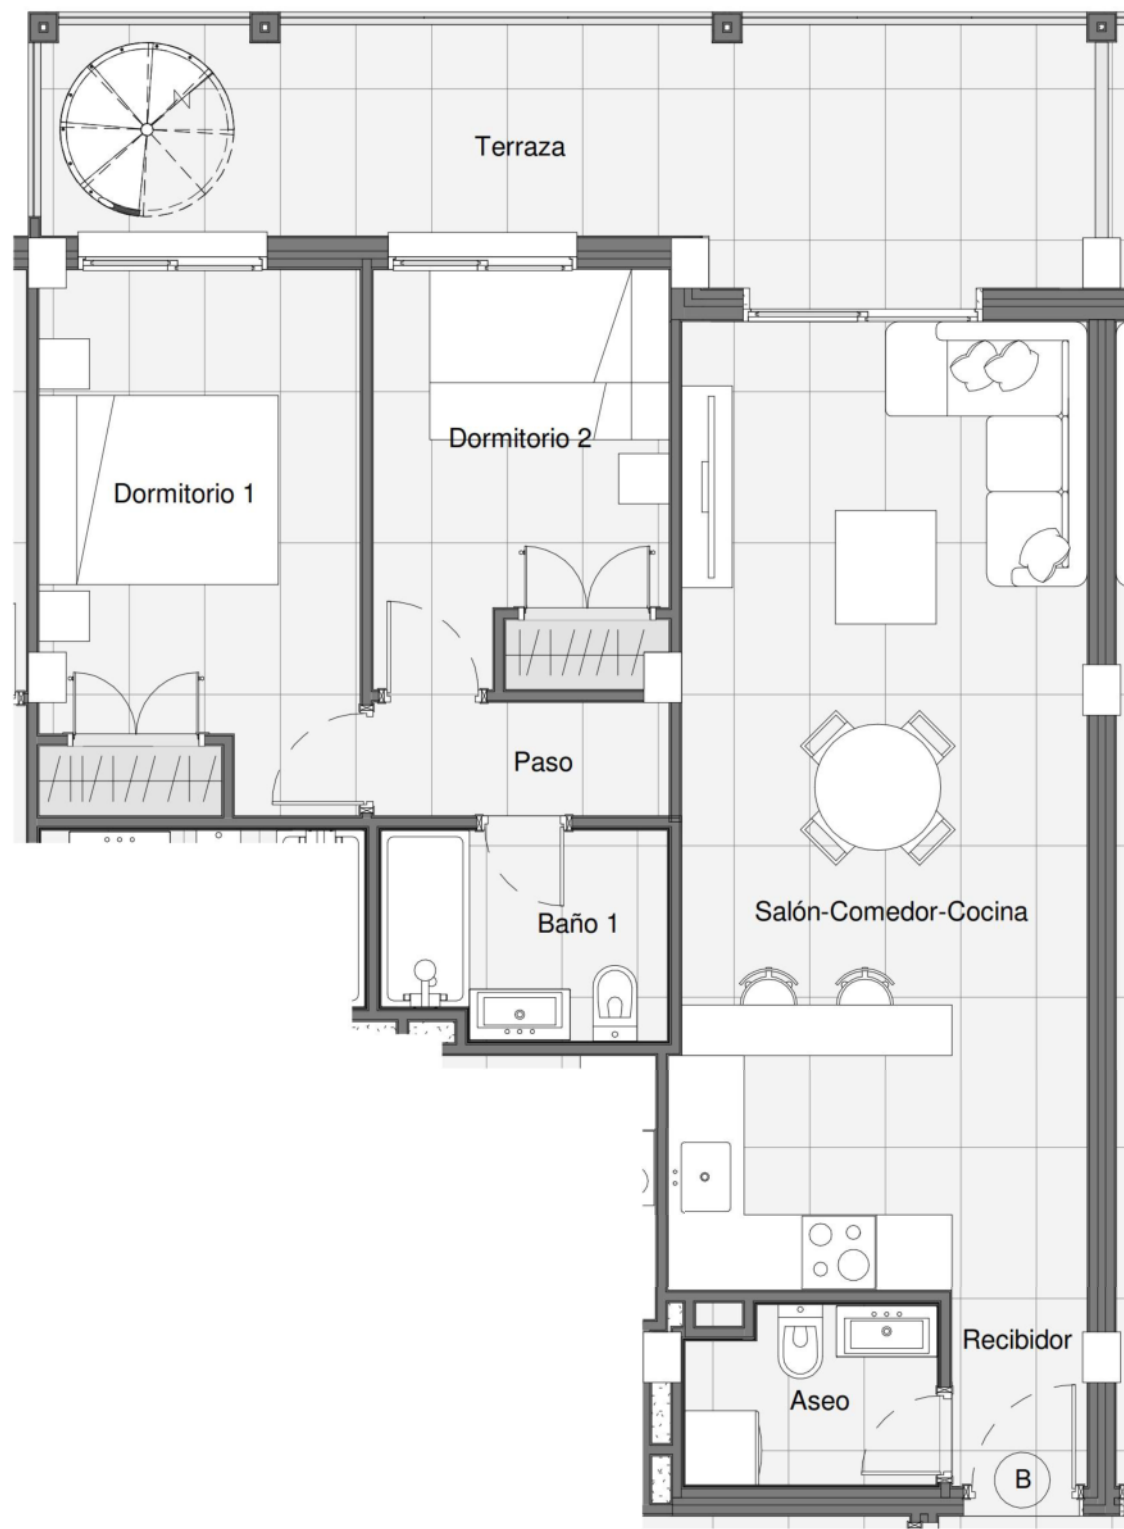 Terraza
Dormitorio 2
Dormitorio 1
Paso
Salón-Comedor-Cocina
Baño 1
Recibidor
Aseo
B